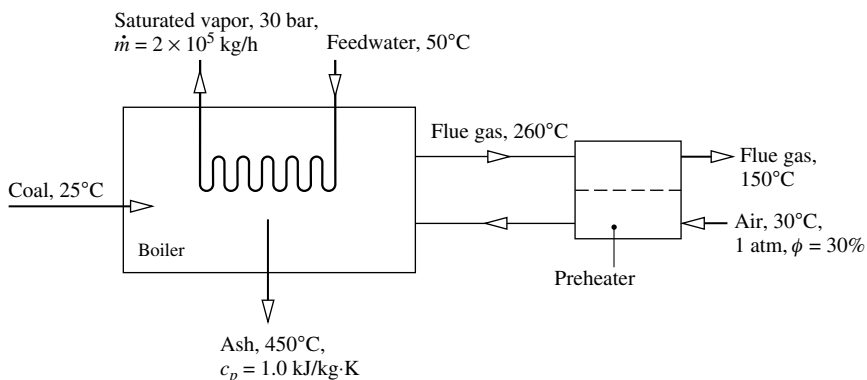 Saturated vapor, 30 bar,
ṁ = 2 × 10⁵ kg/h
Feedwater, 50°C
Flue gas, 260°C
Flue gas,
150°C
Coal, 25°C
Air, 30°C,
1 atm, ϕ = 30%
Boiler
Preheater
Ash, 450°C,
cₚ = 1.0 kJ/kg·K